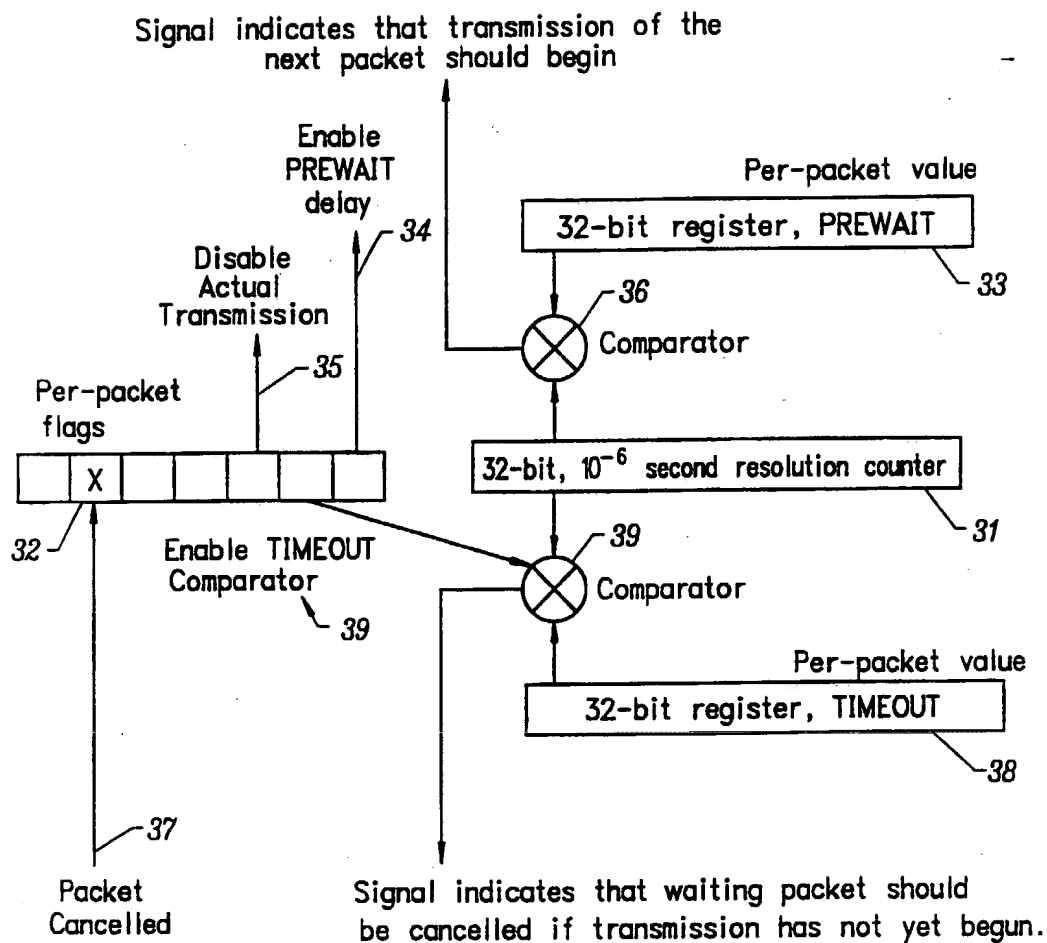 Signal indicates that transmission of the
next packet should begin
Enable
PREWAIT
delay
34
Per-packet value
32-bit register, PREWAIT
33
Disable
Actual
Transmission
35
36
Comparator
Per-packet
flags
X
32
32-bit, 10⁻⁶ second resolution counter
31
Enable TIMEOUT
Comparator
39
39
Comparator
Per-packet value
32-bit register, TIMEOUT
38
37
Packet
Cancelled
Signal indicates that waiting packet should
be cancelled if transmission has not yet begun.